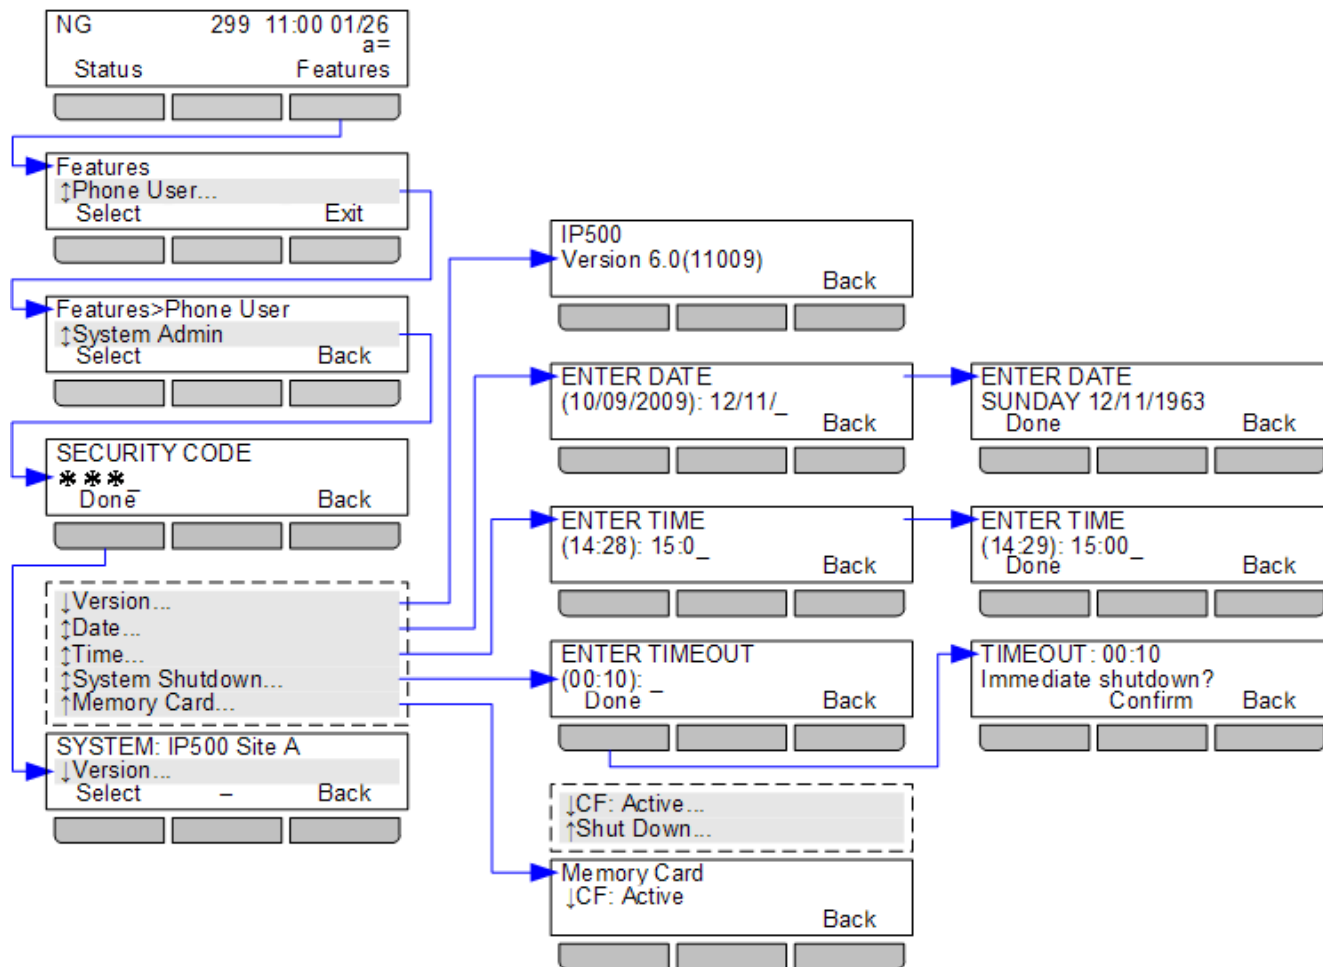 NG 299 11:00 01/26
a=
Status Features
Features
↕Phone User...
Select Exit
Features>Phone User
↕System Admin
Select Back
SECURITY CODE
***_
Done Back
↓Version...
↕Date...
↕Time...
↕System Shutdown...
↑Memory Card...
SYSTEM: IP500 Site A
↓Version...
Select – Back
IP500
Version 6.0(11009)
Back
ENTER DATE
(10/09/2009): 12/11/_
Back
ENTER DATE
SUNDAY 12/11/1963
Done Back
ENTER TIME
(14:28): 15:0_
Back
ENTER TIME
(14:29): 15:00_
Done Back
ENTER TIMEOUT
(00:10): _
Done Back
TIMEOUT: 00:10
Immediate shutdown?
Confirm Back
↓CF: Active...
↑Shut Down...
Memory Card
↓CF: Active
Back